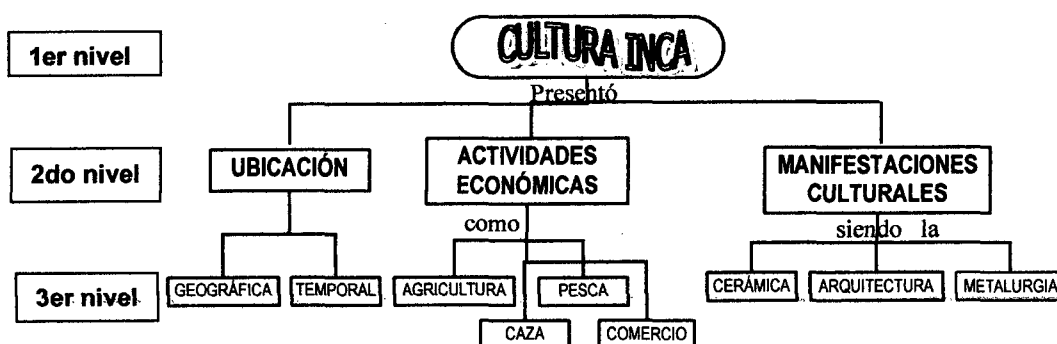 1er nivel
CULTURA INCA
Presentó
2do nivel
UBICACIÓN
ACTIVIDADES
ECONÓMICAS
MANIFESTACIONES
CULTURALES
como
siendo la
3er nivel
GEOGRÁFICA
TEMPORAL
AGRICULTURA
PESCA
CERÁMICA
ARQUITECTURA
METALURGIA
CAZA
COMERCIO